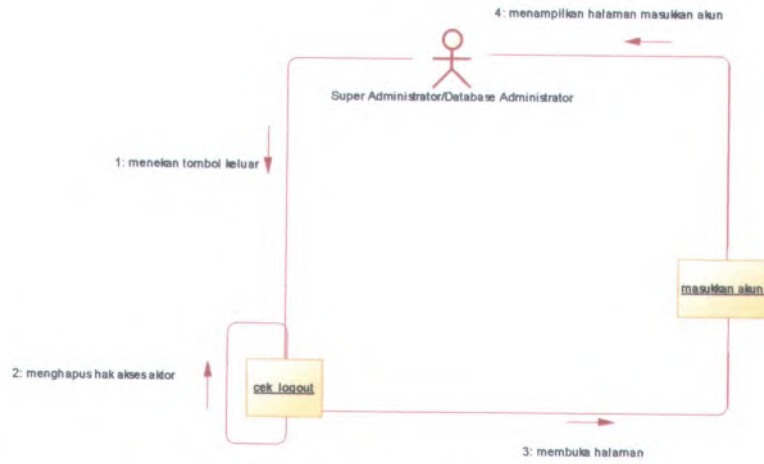 4: menampilkan halaman masukkan akun
Super Administrator/Database Administrator
1: menekan tombol keluar
masukkan akun
2: menghapus hak akses aktor
cek logout
3: membuka halaman